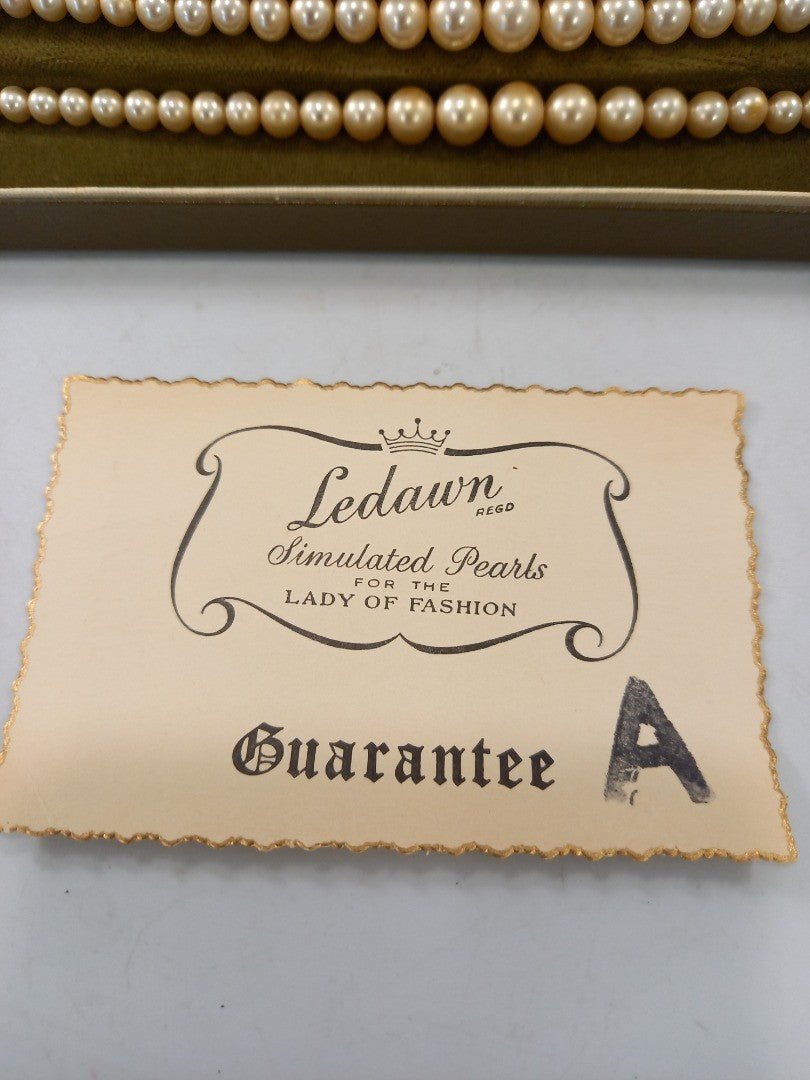 Ledawn
REGD
Simulated Pearls
FOR THE
LADY OF FASHION
Guarantee A